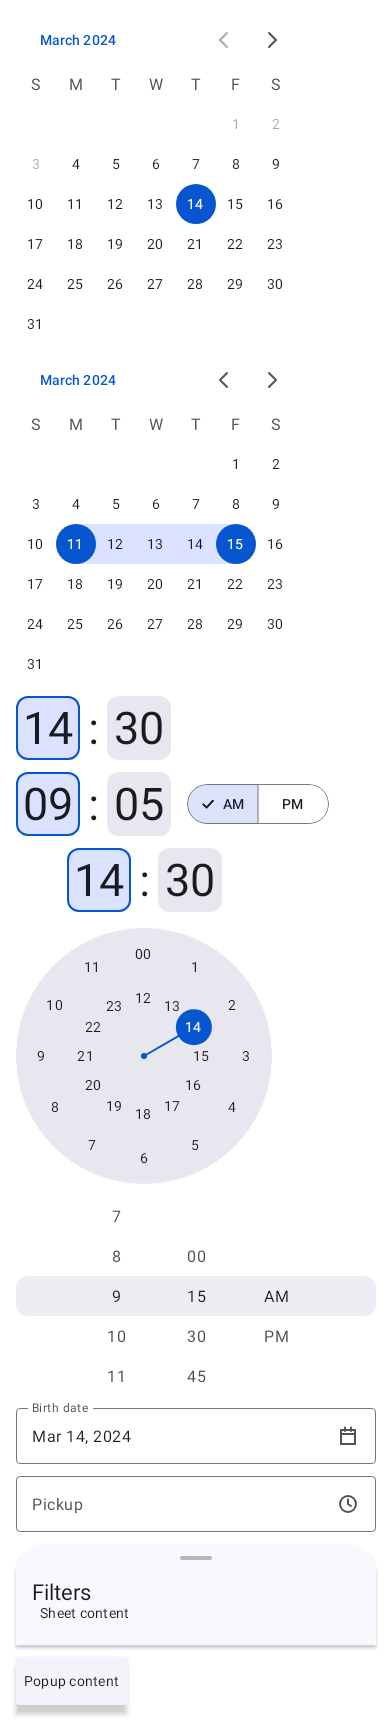 March 2024
S M T W T F S
1 2
3 4 5 6 7 8 9
10 11 12 13 14 15 16
17 18 19 20 21 22 23
24 25 26 27 28 29 30
31
March 2024
S M T W T F S
1 2
3 4 5 6 7 8 9
10 11 12 13 14 15 16
17 18 19 20 21 22 23
24 25 26 27 28 29 30
31
14 : 30
09 : 05 AM PM
14 : 30
00
11 1
12
10 23 13 2
22 14
9 21 15 3
20 16
8 19 17 4
18
7 5
6
7
8 00
9 15 AM
10 30 PM
11 45
Birth date
Mar 14, 2024
Pickup
Filters
Sheet content
Popup content